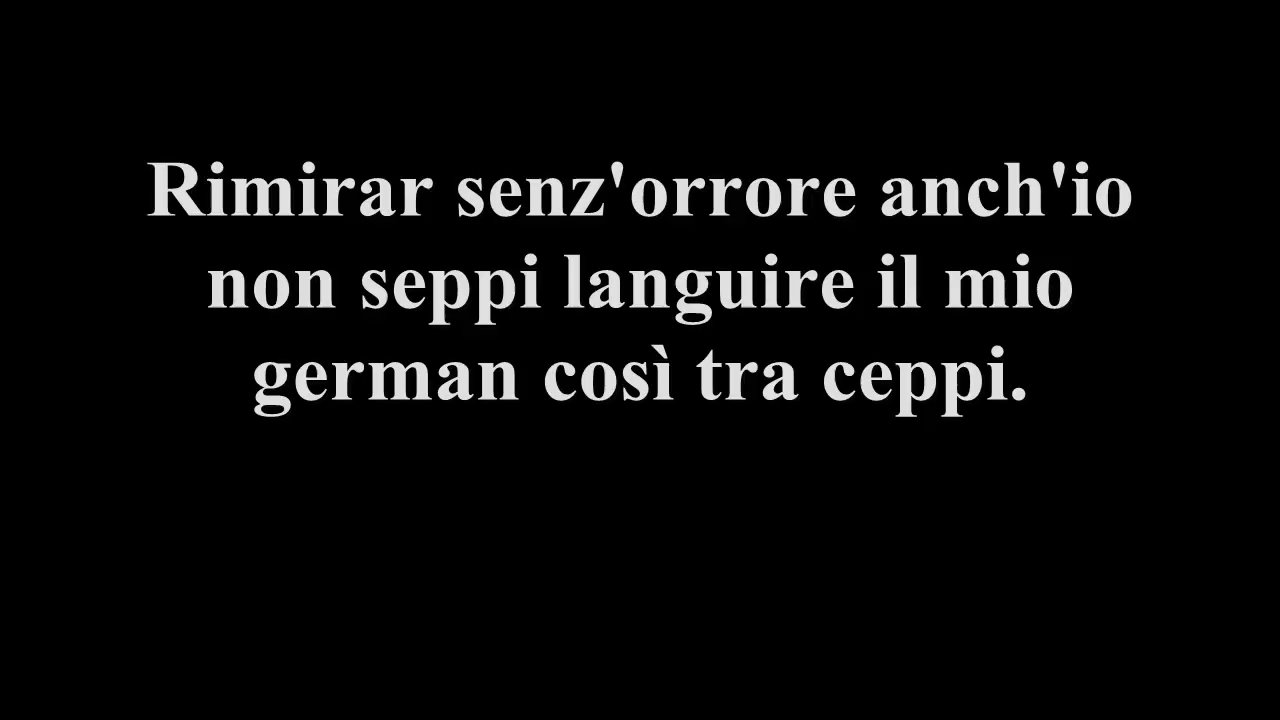 Rimirar senz'orrore anch'io
non seppi languire il mio
german così tra ceppi.